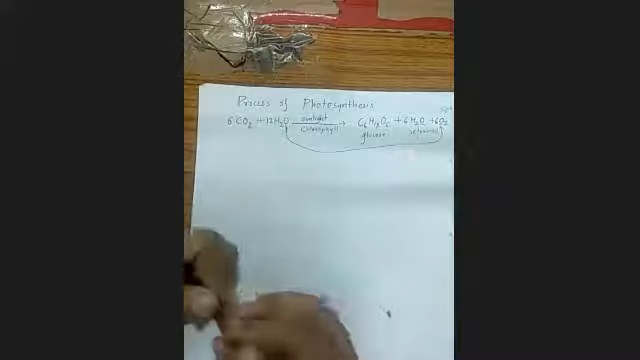 Process of Photosynthesis
6CO₂ + 12H₂O sunlight → C₆H₁₂O₆ + 6H₂O + 6O₂
Chlorophyll glucose